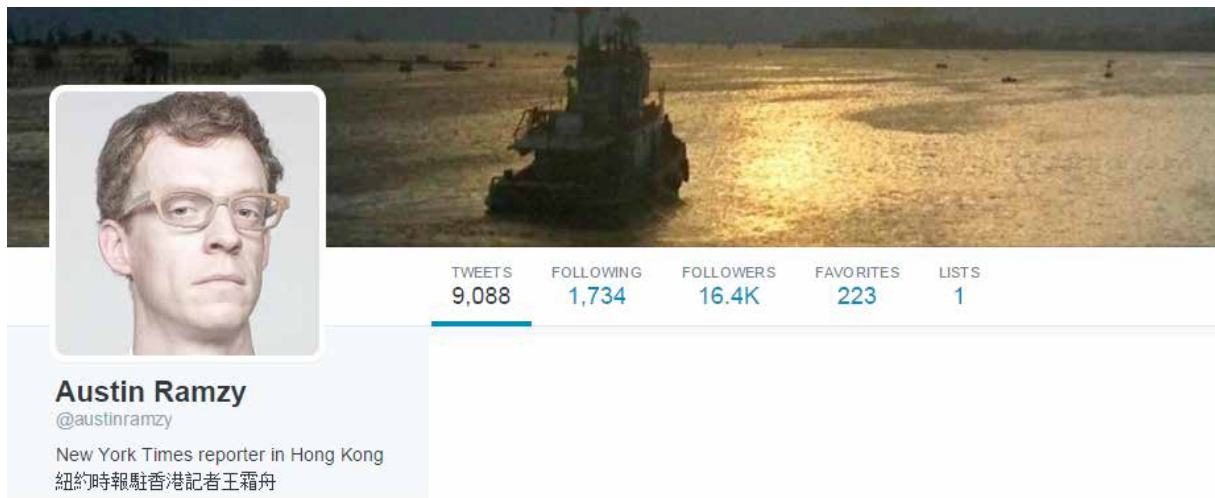 TWEETS FOLLOWING FOLLOWERS FAVORITES LISTS
9,088 1,734 16.4K 223 1
Austin Ramzy
@austinramzy
New York Times reporter in Hong Kong
紐約時報駐香港記者王霜舟